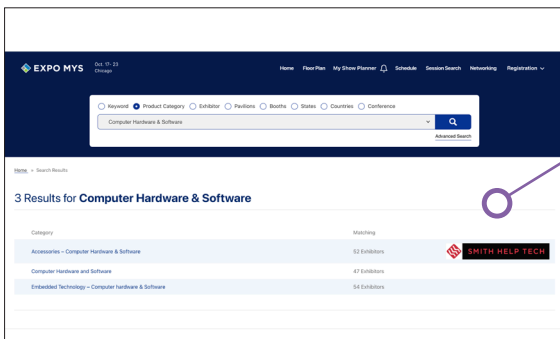 EXPO MYS
Oct. 17- 23
Chicago
Home Floor Plan My Show Planner Schedule Session Search Networking Registration
Keyword Product Category Exhibitor Pavilions Booths States Countries Conference
Computer Hardware & Software
Advanced Search
Home » Search Results
3 Results for Computer Hardware & Software
Category Matching
Accessories – Computer Hardware & Software 52 Exhibitors
SMITH HELP TECH
Computer Hardware and Software 47 Exhibitors
Embedded Technology – Computer hardware & Software 54 Exhibitors